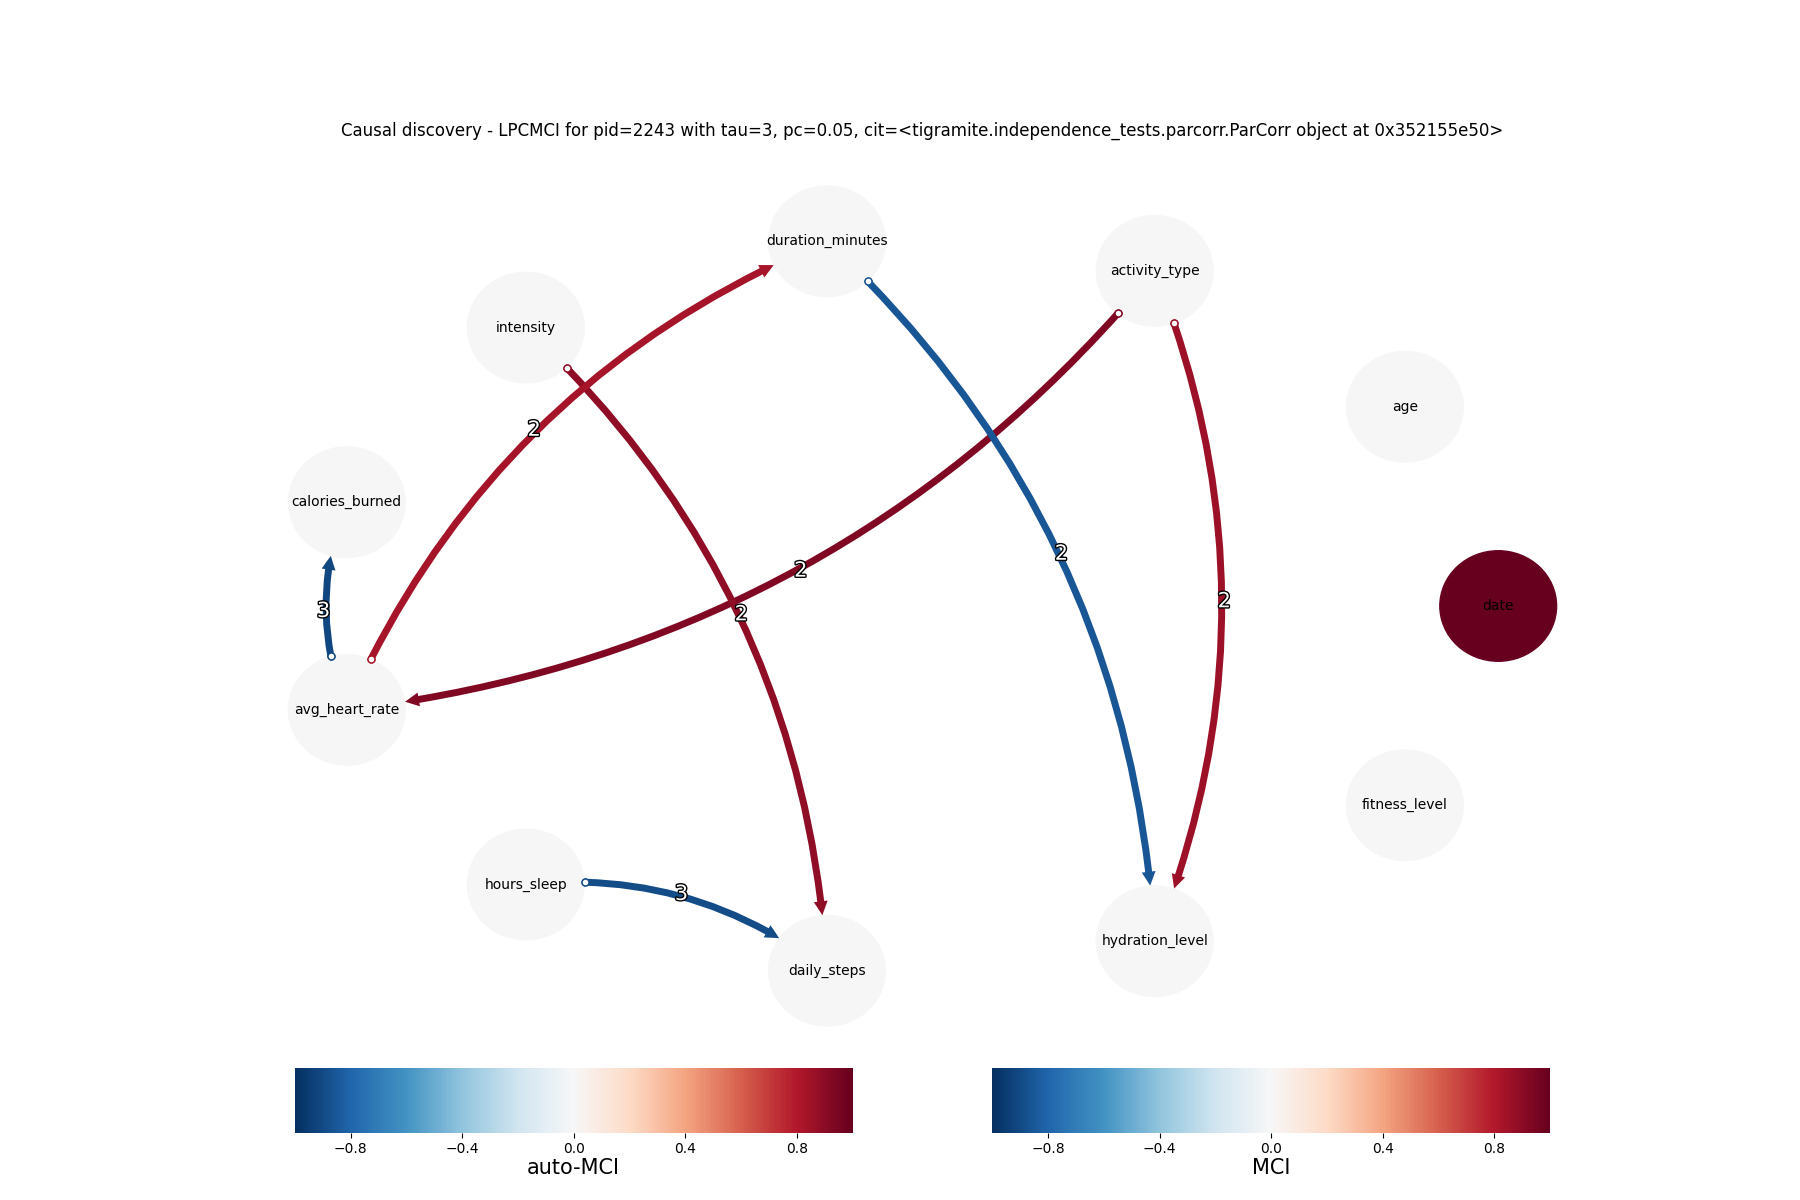 Causal discovery - LPCMCI for pid=2243 with tau=3, pc=0.05, cit=<tigramite.independence_tests.parcorr.ParCorr object at 0x352155e50>
duration_minutes
activity_type
intensity
age
2
calories_burned
2
2
3
2
2
date
avg_heart_rate
fitness_level
hours_sleep
3
hydration_level
daily_steps
−0.8 −0.4 0.0 0.4 0.8
auto-MCI
−0.8 −0.4 0.0 0.4 0.8
MCI